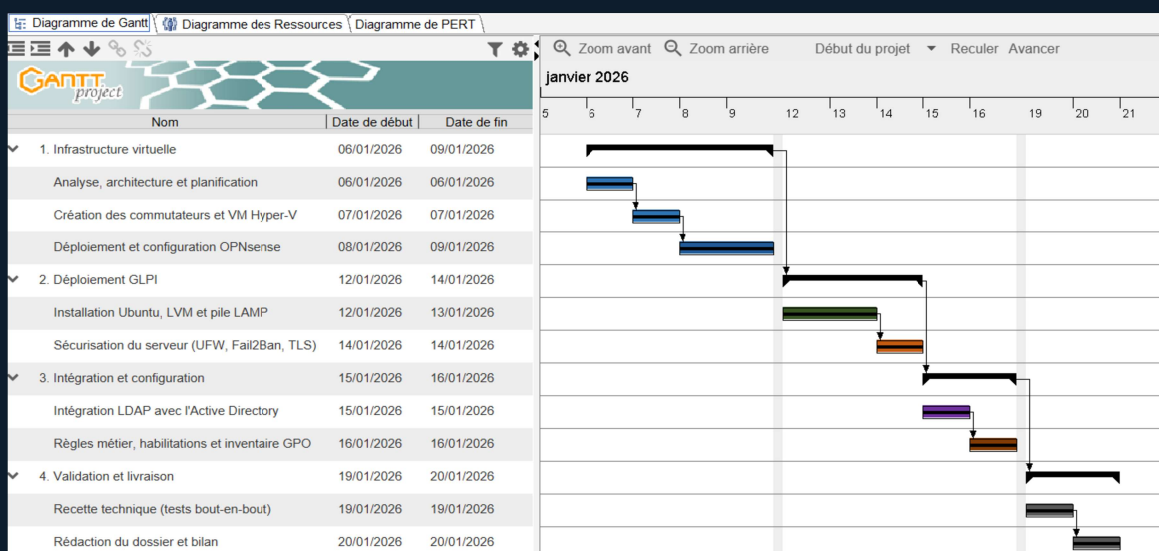 Diagramme de Gantt Diagramme des Ressources Diagramme de PERT
Zoom avant Zoom arrière Début du projet Reculer Avancer
GANTT project
janvier 2026
5 6 7 8 9 12 13 14 15 16 19 20 21
Nom Date de début Date de fin
1. Infrastructure virtuelle 06/01/2026 09/01/2026
Analyse, architecture et planification 06/01/2026 06/01/2026
Création des commutateurs et VM Hyper-V 07/01/2026 07/01/2026
Déploiement et configuration OPNsense 08/01/2026 09/01/2026
2. Déploiement GLPI 12/01/2026 14/01/2026
Installation Ubuntu, LVM et pile LAMP 12/01/2026 13/01/2026
Sécurisation du serveur (UFW, Fail2Ban, TLS) 14/01/2026 14/01/2026
3. Intégration et configuration 15/01/2026 16/01/2026
Intégration LDAP avec l'Active Directory 15/01/2026 15/01/2026
Règles métier, habilitations et inventaire GPO 16/01/2026 16/01/2026
4. Validation et livraison 19/01/2026 20/01/2026
Recette technique (tests bout-en-bout) 19/01/2026 19/01/2026
Rédaction du dossier et bilan 20/01/2026 20/01/2026